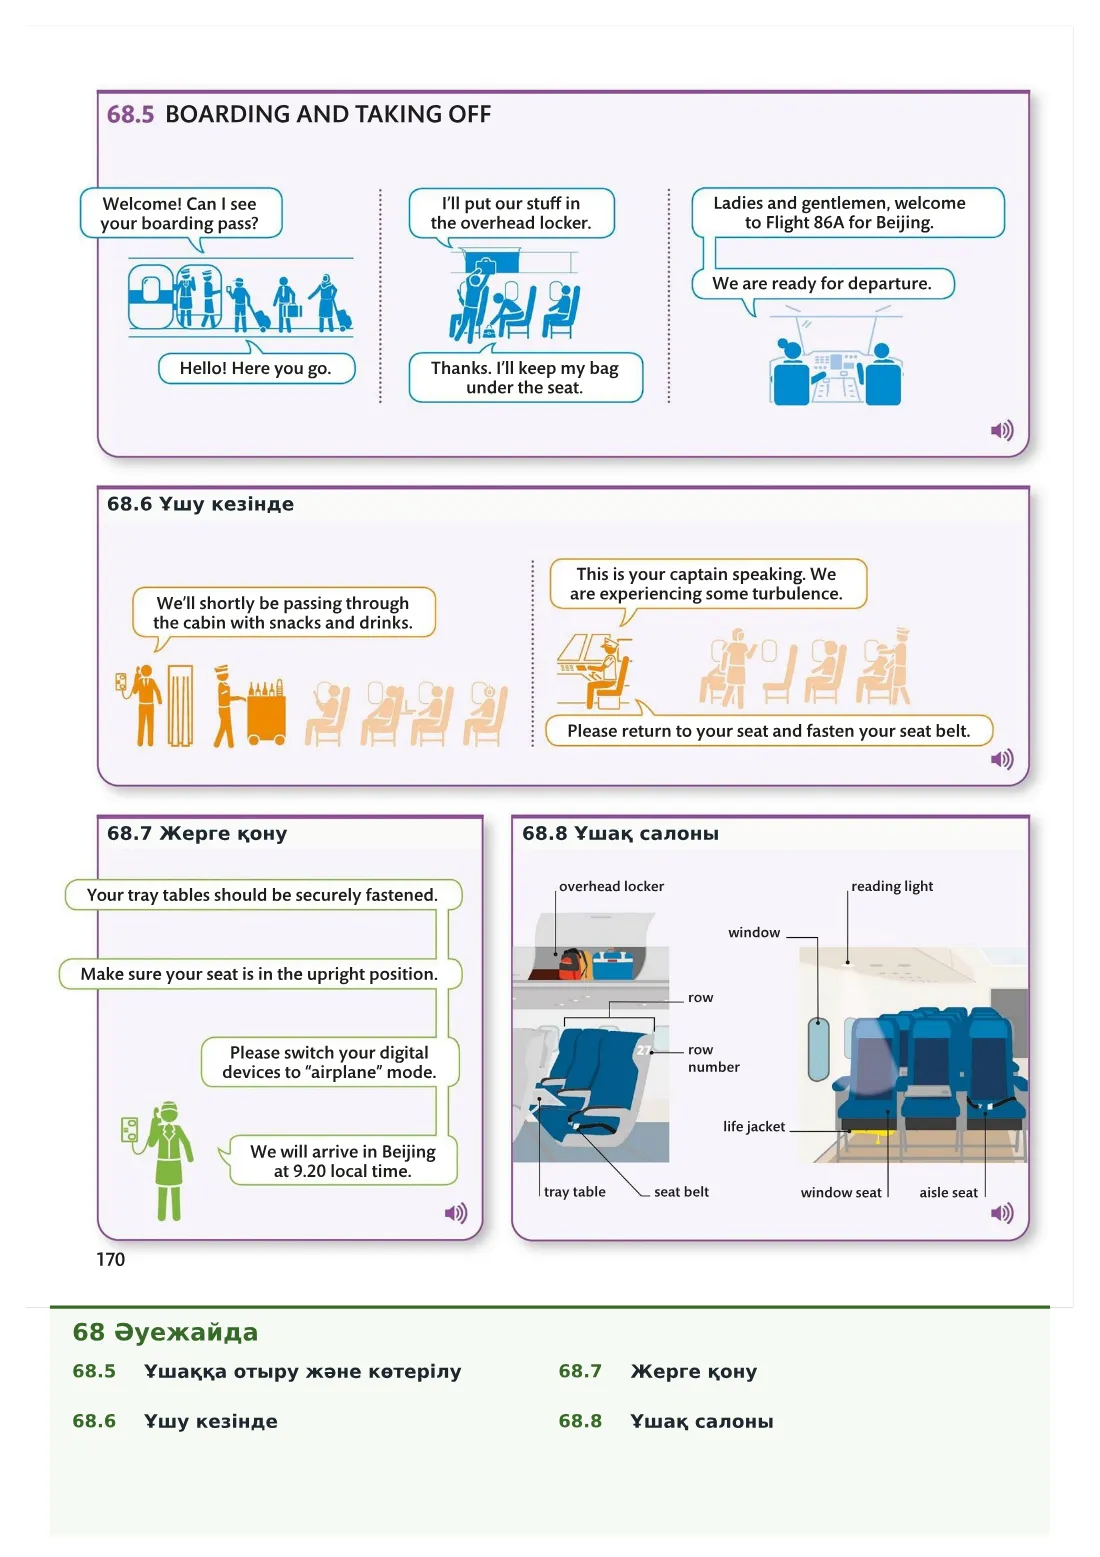 68.5 BOARDING AND TAKING OFF
Welcome! Can I see
your boarding pass?
Hello! Here you go.
I'll put our stuff in
the overhead locker.
Thanks. I'll keep my bag
under the seat.
Ladies and gentlemen, welcome
to Flight 86A for Beijing.
We are ready for departure.
68.6 Ұшу кезінде
We'll shortly be passing through
the cabin with snacks and drinks.
This is your captain speaking. We
are experiencing some turbulence.
Please return to your seat and fasten your seat belt.
68.7 Жерге қону
Your tray tables should be securely fastened.
Make sure your seat is in the upright position.
Please switch your digital
devices to “airplane” mode.
We will arrive in Beijing
at 9.20 local time.
68.8 Ұшақ салоны
overhead locker
reading light
window
row
27
row
number
life jacket
tray table
seat belt
window seat
aisle seat
170
68 Әуежайда
68.5 Ұшаққа отыру және көтерілу
68.6 Ұшу кезінде
68.7 Жерге қону
68.8 Ұшақ салоны